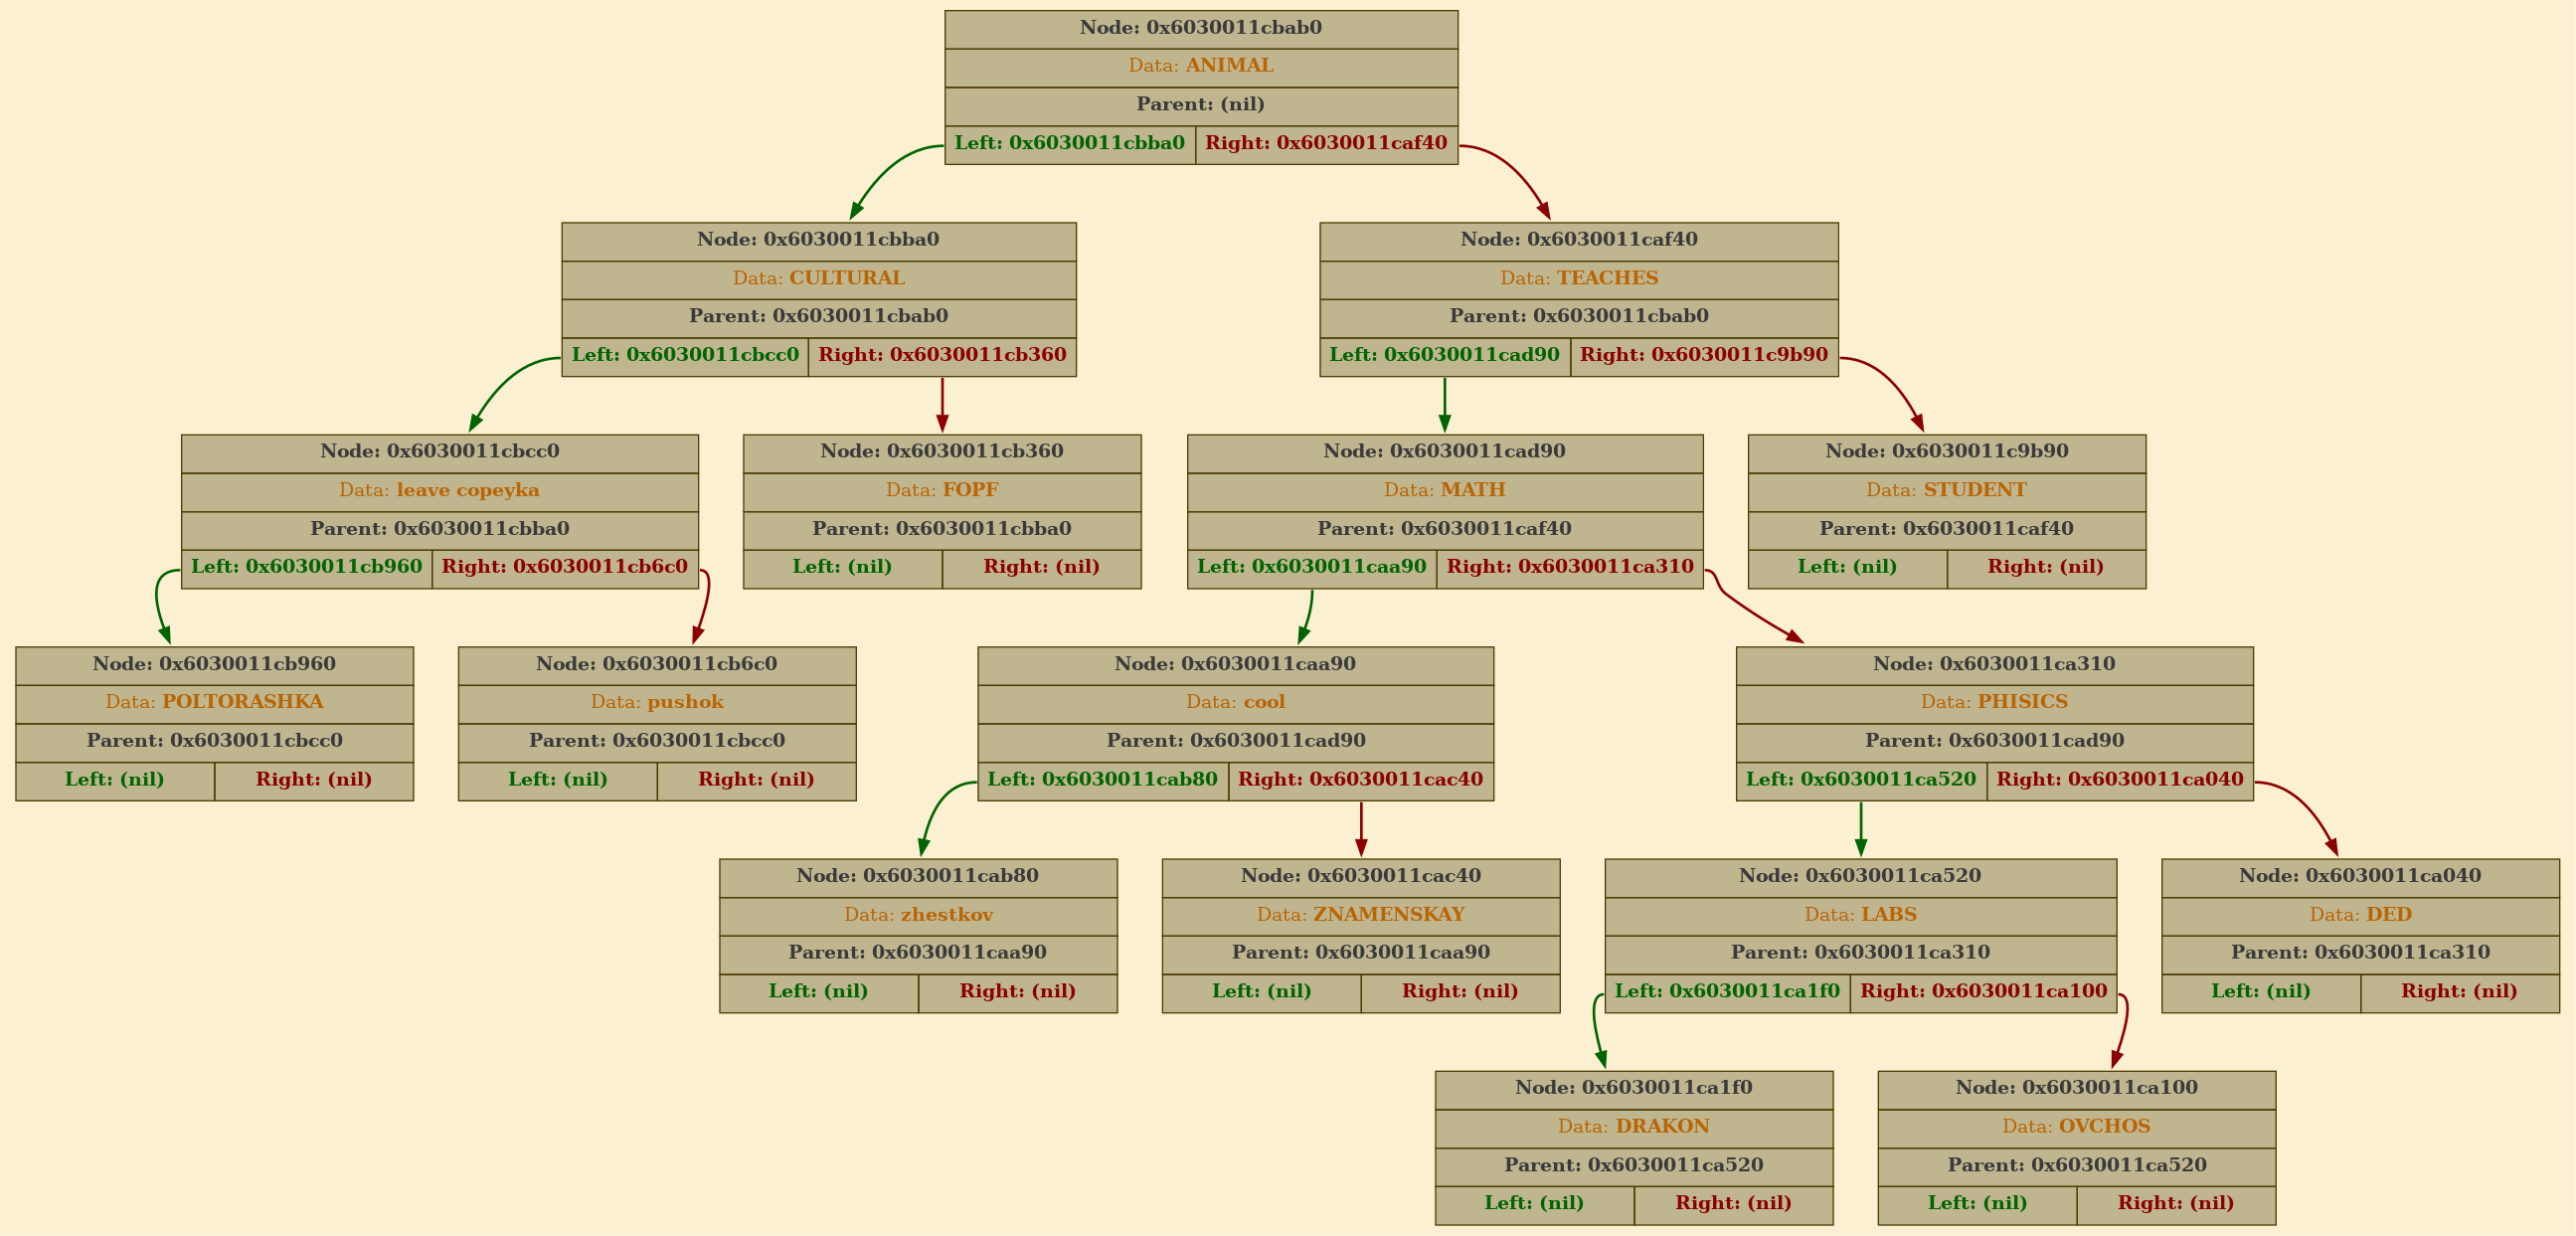 Node: 0x6030011cbab0
Data: ANIMAL
Parent: (nil)
Left: 0x6030011cbba0 Right: 0x6030011caf40
Node: 0x6030011cbba0
Data: CULTURAL
Parent: 0x6030011cbab0
Left: 0x6030011cbcc0 Right: 0x6030011cb360
Node: 0x6030011caf40
Data: TEACHES
Parent: 0x6030011cbab0
Left: 0x6030011cad90 Right: 0x6030011c9b90
Node: 0x6030011cbcc0
Data: leave copeyka
Parent: 0x6030011cbba0
Left: 0x6030011cb960 Right: 0x6030011cb6c0
Node: 0x6030011cb360
Data: FOPF
Parent: 0x6030011cbba0
Left: (nil) Right: (nil)
Node: 0x6030011cad90
Data: MATH
Parent: 0x6030011caf40
Left: 0x6030011caa90 Right: 0x6030011ca310
Node: 0x6030011c9b90
Data: STUDENT
Parent: 0x6030011caf40
Left: (nil) Right: (nil)
Node: 0x6030011cb960
Data: POLTORASHKA
Parent: 0x6030011cbcc0
Left: (nil) Right: (nil)
Node: 0x6030011cb6c0
Data: pushok
Parent: 0x6030011cbcc0
Left: (nil) Right: (nil)
Node: 0x6030011caa90
Data: cool
Parent: 0x6030011cad90
Left: 0x6030011cab80 Right: 0x6030011cac40
Node: 0x6030011ca310
Data: PHISICS
Parent: 0x6030011cad90
Left: 0x6030011ca520 Right: 0x6030011ca040
Node: 0x6030011cab80
Data: zhestkov
Parent: 0x6030011caa90
Left: (nil) Right: (nil)
Node: 0x6030011cac40
Data: ZNAMENSKAY
Parent: 0x6030011caa90
Left: (nil) Right: (nil)
Node: 0x6030011ca520
Data: LABS
Parent: 0x6030011ca310
Left: 0x6030011ca1f0 Right: 0x6030011ca100
Node: 0x6030011ca040
Data: DED
Parent: 0x6030011ca310
Left: (nil) Right: (nil)
Node: 0x6030011ca1f0
Data: DRAKON
Parent: 0x6030011ca520
Left: (nil) Right: (nil)
Node: 0x6030011ca100
Data: OVCHOS
Parent: 0x6030011ca520
Left: (nil) Right: (nil)